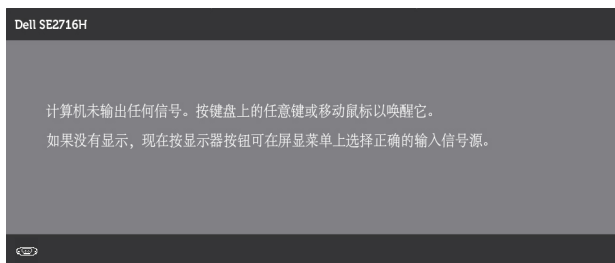 Dell SE2716H
计算机未输出任何信号。按键盘上的任意键或移动鼠标以唤醒它。
如果没有显示，现在按显示器按钮可在屏显菜单上选择正确的输入信号源。